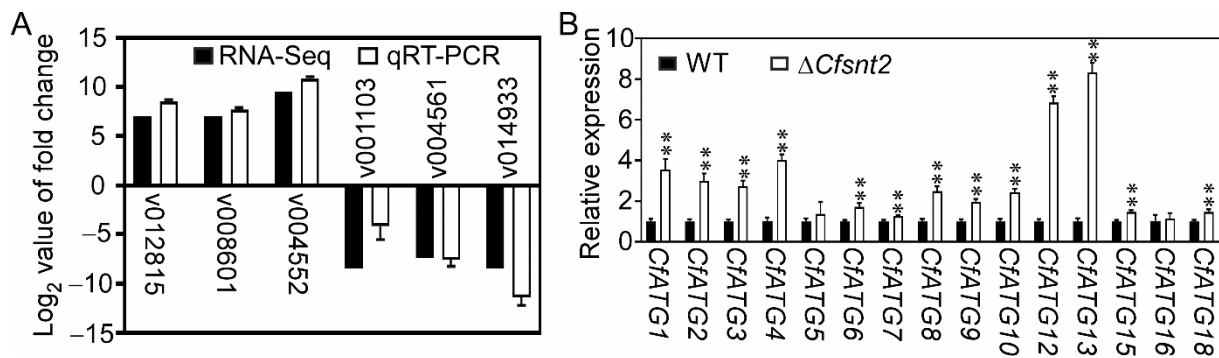 A
Log2 value of fold change
15
10
5
0
−5
−10
−15
RNA-Seq
qRT-PCR
v012815
v008601
v004552
v001103
v004561
v014933
B
Relative expression
10
8
6
4
2
0
WT
ΔCfsnt2
**
**
**
**
**
**
**
**
**
**
**
**
**
CfATG1
CfATG2
CfATG3
CfATG4
CfATG5
CfATG6
CfATG7
CfATG8
CfATG9
CfATG10
CfATG12
CfATG13
CfATG15
CfATG16
CfATG18